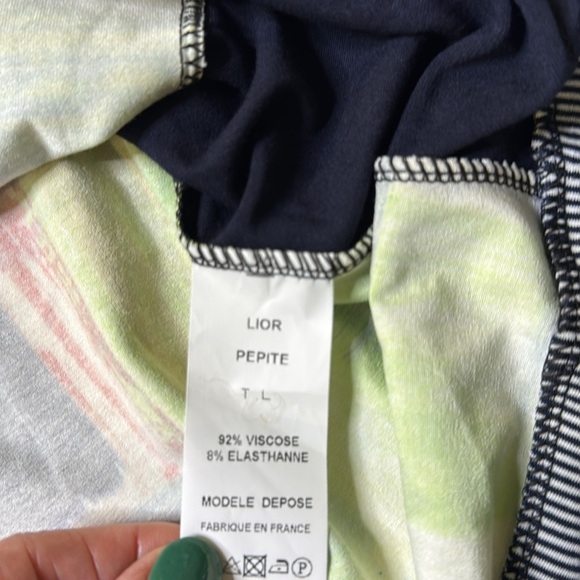 LIOR
PEPITE
T . L
92% VISCOSE
8% ELASTHANNE
MODELE DEPOSE
FABRIQUE EN FRANCE